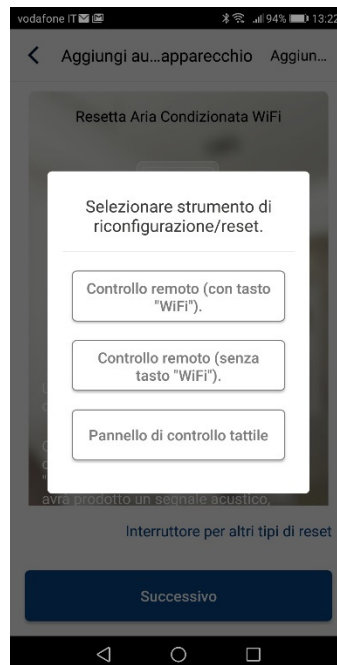 vodafone IT 94% 13:22
Aggiungi au...apparecchio Aggiun...
Resetta Aria Condizionata WiFi
Selezionare strumento di
riconfigurazione/reset.
Controllo remoto (con tasto
"WiFi").
Controllo remoto (senza
tasto "WiFi").
Pannello di controllo tattile
avrà prodotto un segnale acustico,
Interruttore per altri tipi di reset
Successivo